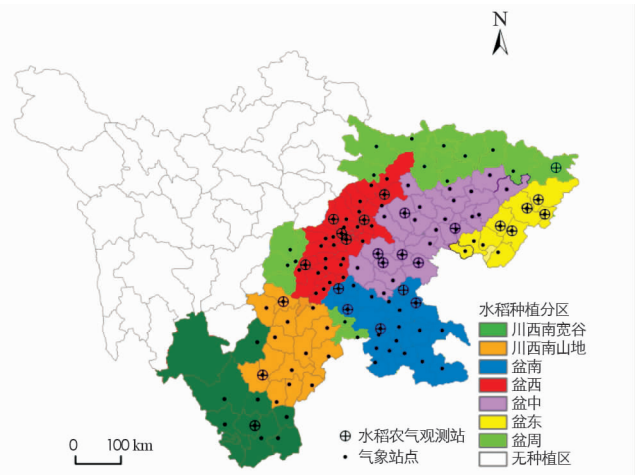 N
水稻种植分区
川西南宽谷
川西南山地
盆南
盆西
盆中
盆东
盆周
无种植区
水稻农气观测站
气象站点
0 100 km